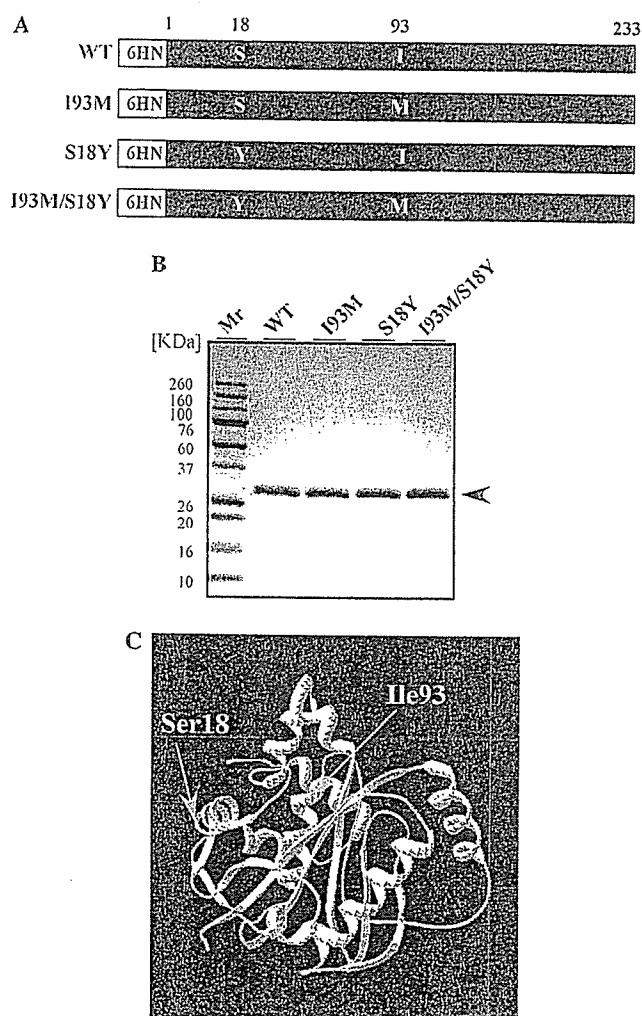 A
1 18 93 233
WT 6HN S I
I93M 6HN S M
S18Y 6HN Y I
I93M/S18Y 6HN Y M
B
Mr WT I93M S18Y I93M/S18Y
[KDa]
260
160
100
76
60
37
26
20
16
10
C
Ile93
Ser18